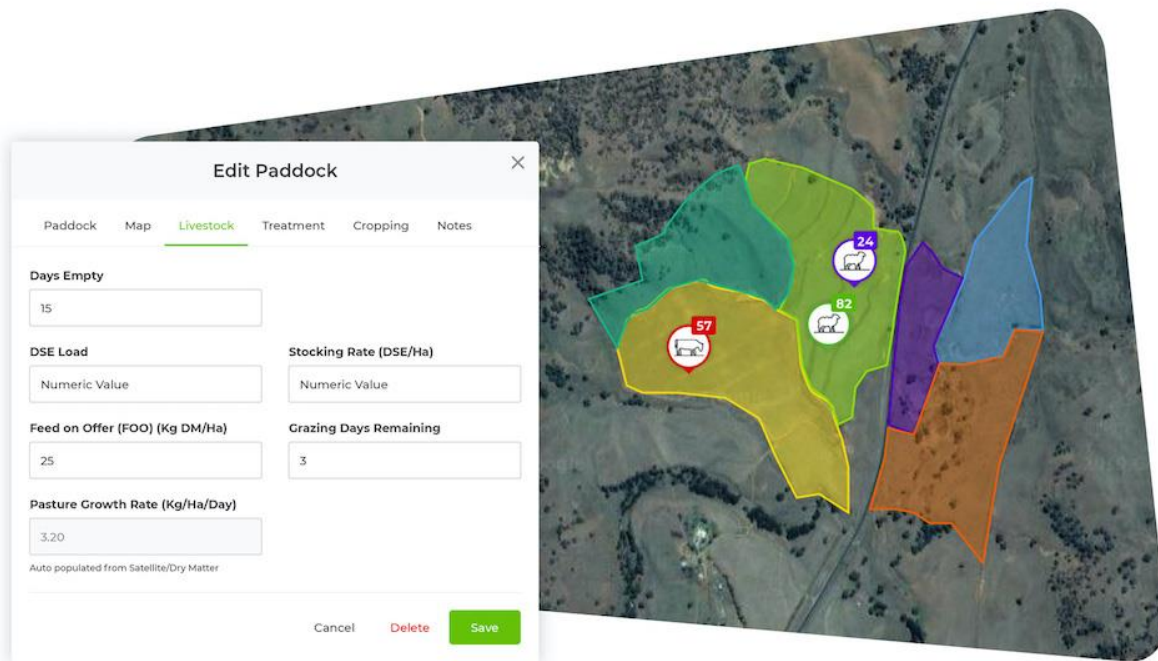 Edit Paddock
Paddock Map Livestock Treatment Cropping Notes
Days Empty
15
DSE Load Stocking Rate (DSE/Ha)
Numeric Value Numeric Value
Feed on Offer (FOO) (Kg DM/Ha) Grazing Days Remaining
25 3
Pasture Growth Rate (Kg/Ha/Day)
3.20
Auto populated from Satellite/Dry Matter
Cancel Delete Save
24
82
57